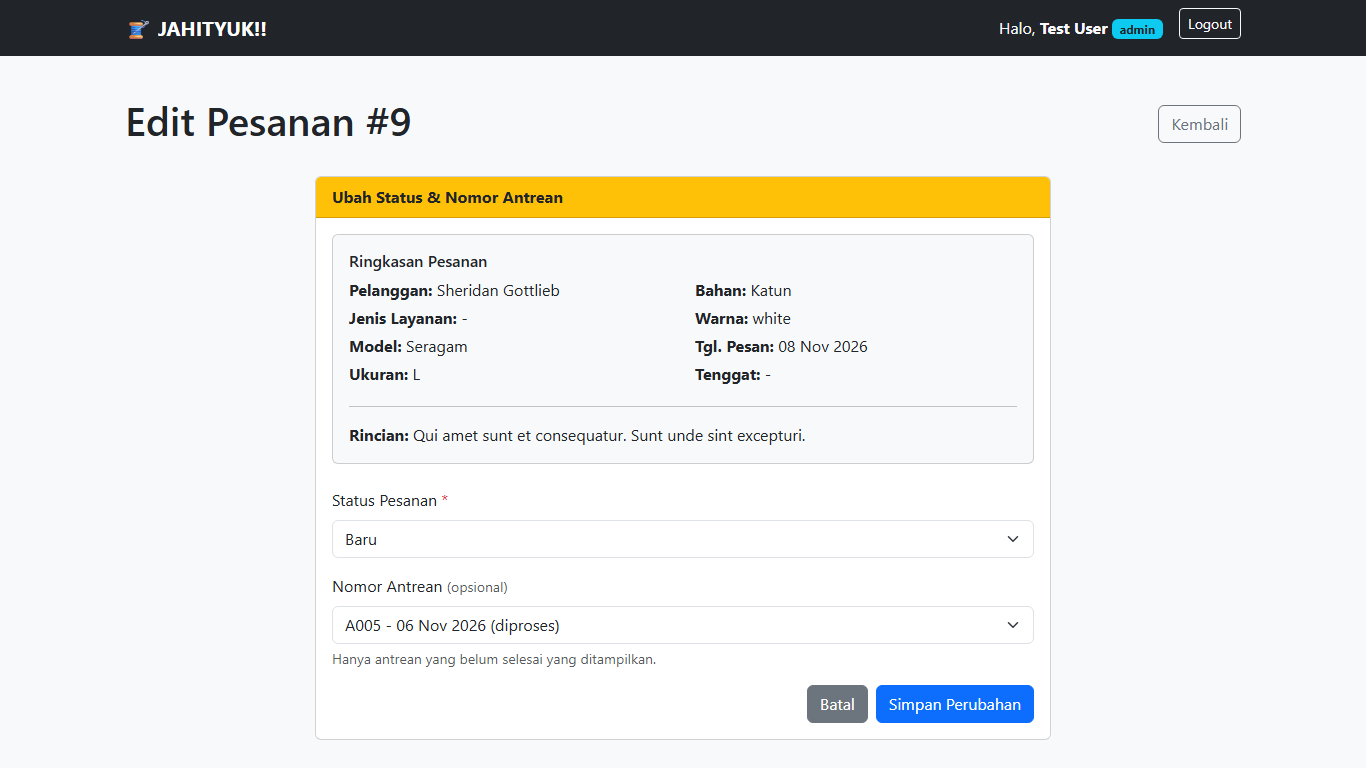 JAHITYUK!!
Halo, Test User admin
Logout
Edit Pesanan #9
Kembali
Ubah Status & Nomor Antrean
Ringkasan Pesanan
Pelanggan: Sheridan Gottlieb
Jenis Layanan: -
Model: Seragam
Ukuran: L
Bahan: Katun
Warna: white
Tgl. Pesan: 08 Nov 2026
Tenggat: -
Rincian: Qui amet sunt et consequatur. Sunt unde sint excepturi.
Status Pesanan *
Baru
Nomor Antrean (opsional)
A005 - 06 Nov 2026 (diproses)
Hanya antrean yang belum selesai yang ditampilkan.
Batal
Simpan Perubahan